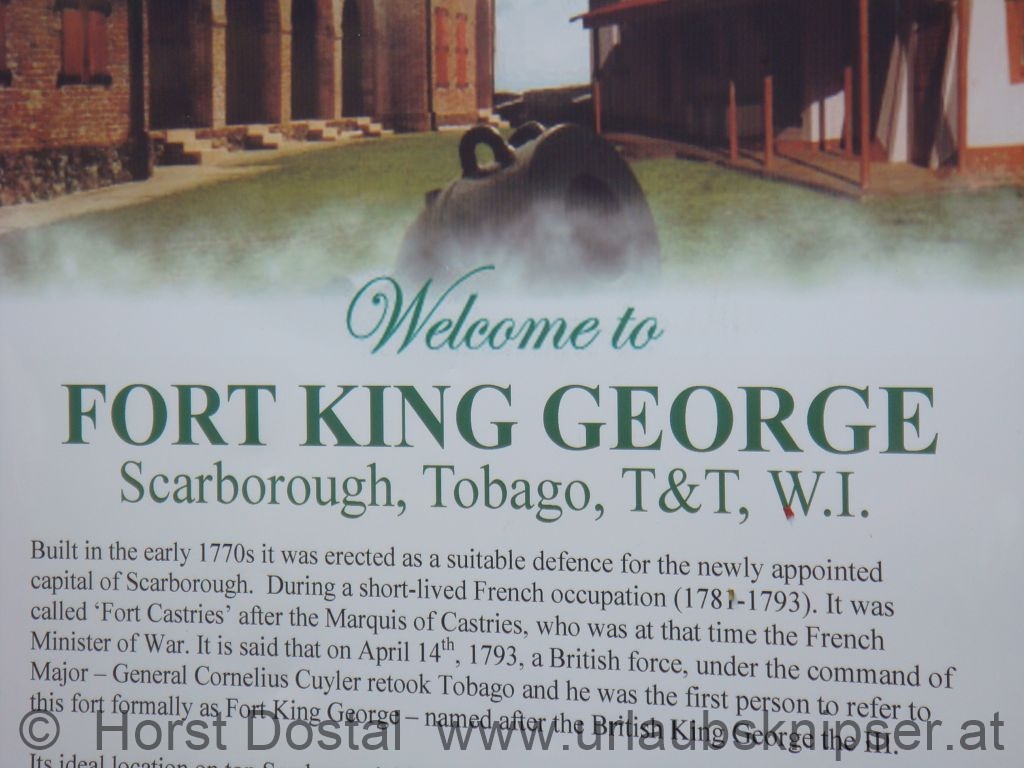 Welcome to
FORT KING GEORGE
Scarborough, Tobago, T&T, W.I.
Built in the early 1770s it was erected as a suitable defence for the newly appointed
capital of Scarborough. During a short-lived French occupation (1781-1793). It was
called ‘Fort Castries’ after the Marquis of Castries, who was at that time the French
Minister of War. It is said that on April 14th, 1793, a British force, under the command of
Major – General Cornelius Cuyler retook Tobago and he was the first person to refer to
this fort formally as Fort King George – named after the British King George the III.
© Horst Dostal www.urlaubsknipser.at
Its ideal location on top